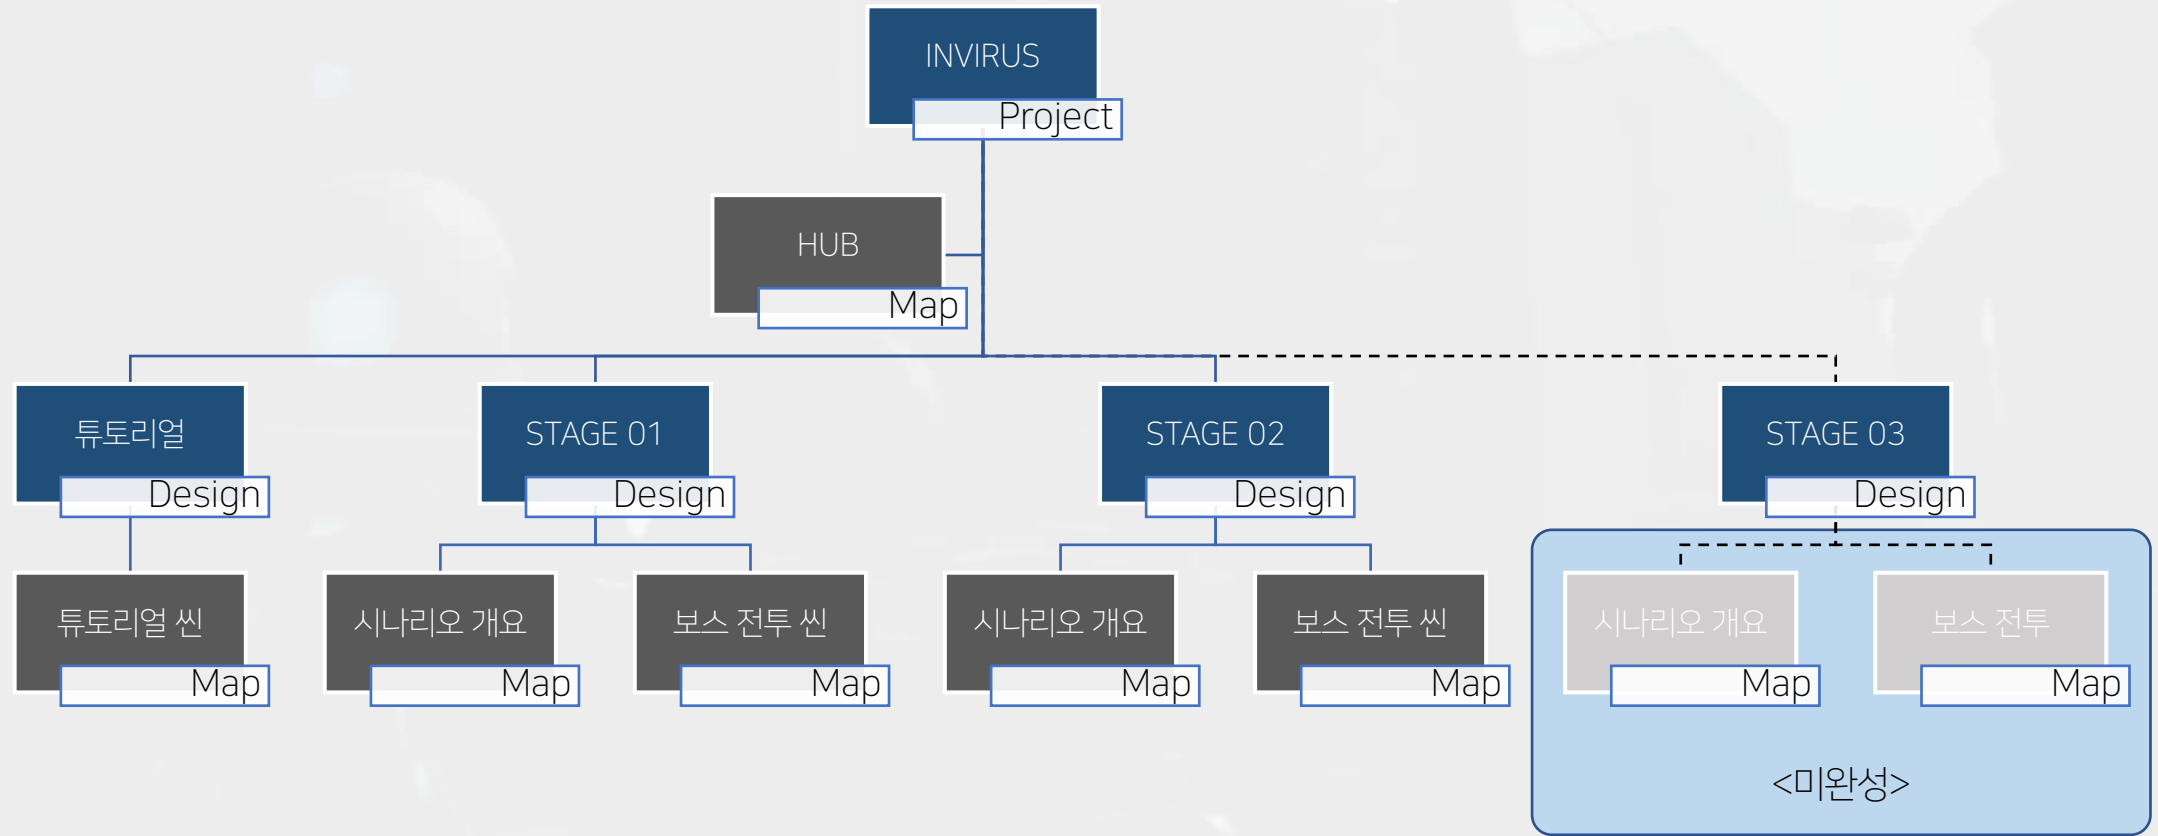 INVIRUS
Project
HUB
Map
튜토리얼
Design
STAGE 01
Design
STAGE 02
Design
STAGE 03
Design
튜토리얼 씬
Map
시나리오 개요
Map
보스 전투 씬
Map
시나리오 개요
Map
보스 전투 씬
Map
시나리오 개요
Map
보스 전투
Map
<미완성>